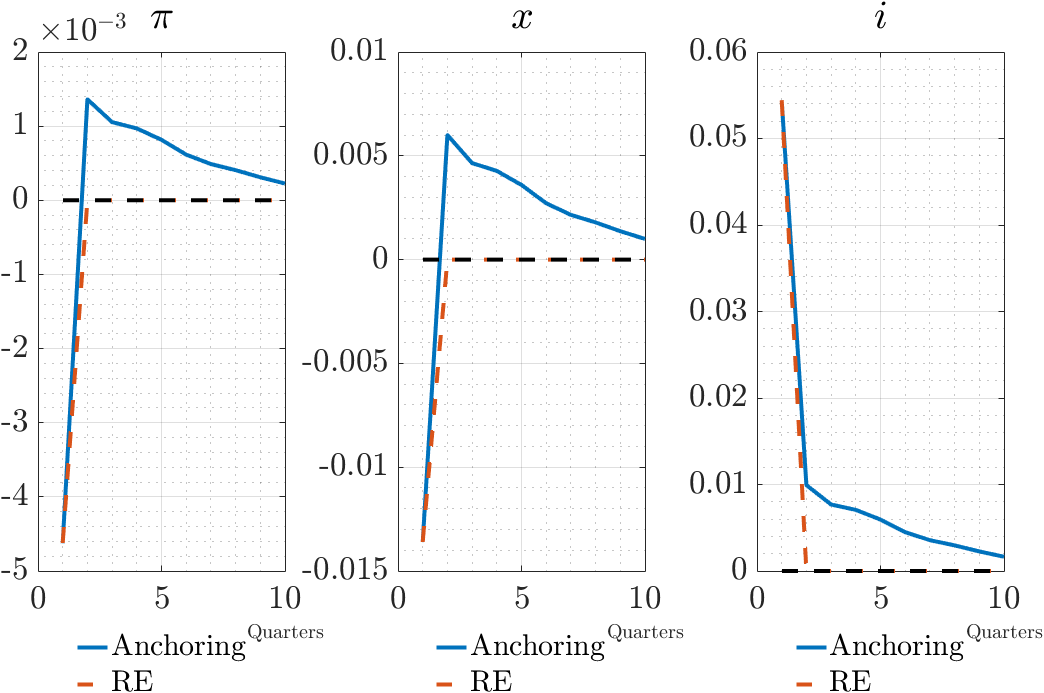 ×10⁻³ π
2
1
0
-1
-2
-3
-4
-5
0 5 10
Quarters
Anchoring
RE
x
0.01
0.005
0
-0.005
-0.01
-0.015
0 5 10
Quarters
Anchoring
RE
i
0.06
0.05
0.04
0.03
0.02
0.01
0
0 5 10
Quarters
Anchoring
RE